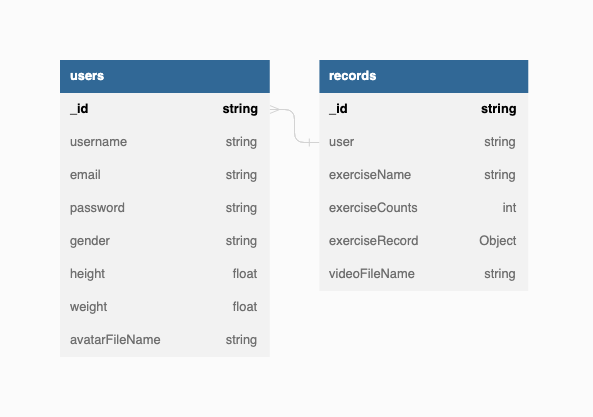 users
_id string
username string
email string
password string
gender string
height float
weight float
avatarFileName string
records
_id string
user string
exerciseName string
exerciseCounts int
exerciseRecord Object
videoFileName string